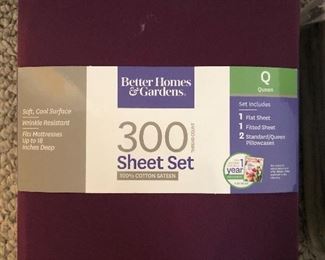 Better Homes
& Gardens
Q
Queen
Soft, Cool Surface
Wrinkle Resistant
Fits Mattresses
Up to 18
Inches Deep
300
THREAD COUNT
Sheet Set
100% COTTON SATEEN
Set Includes
1 Flat Sheet
1 Fitted Sheet
2 Standard/Queen
Pillowcases
1
year